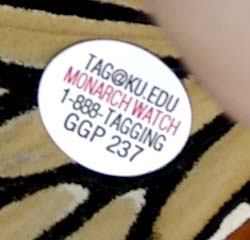 TAG@KU.EDU
MONARCH WATCH
1-888-TAGGING
GGP 237